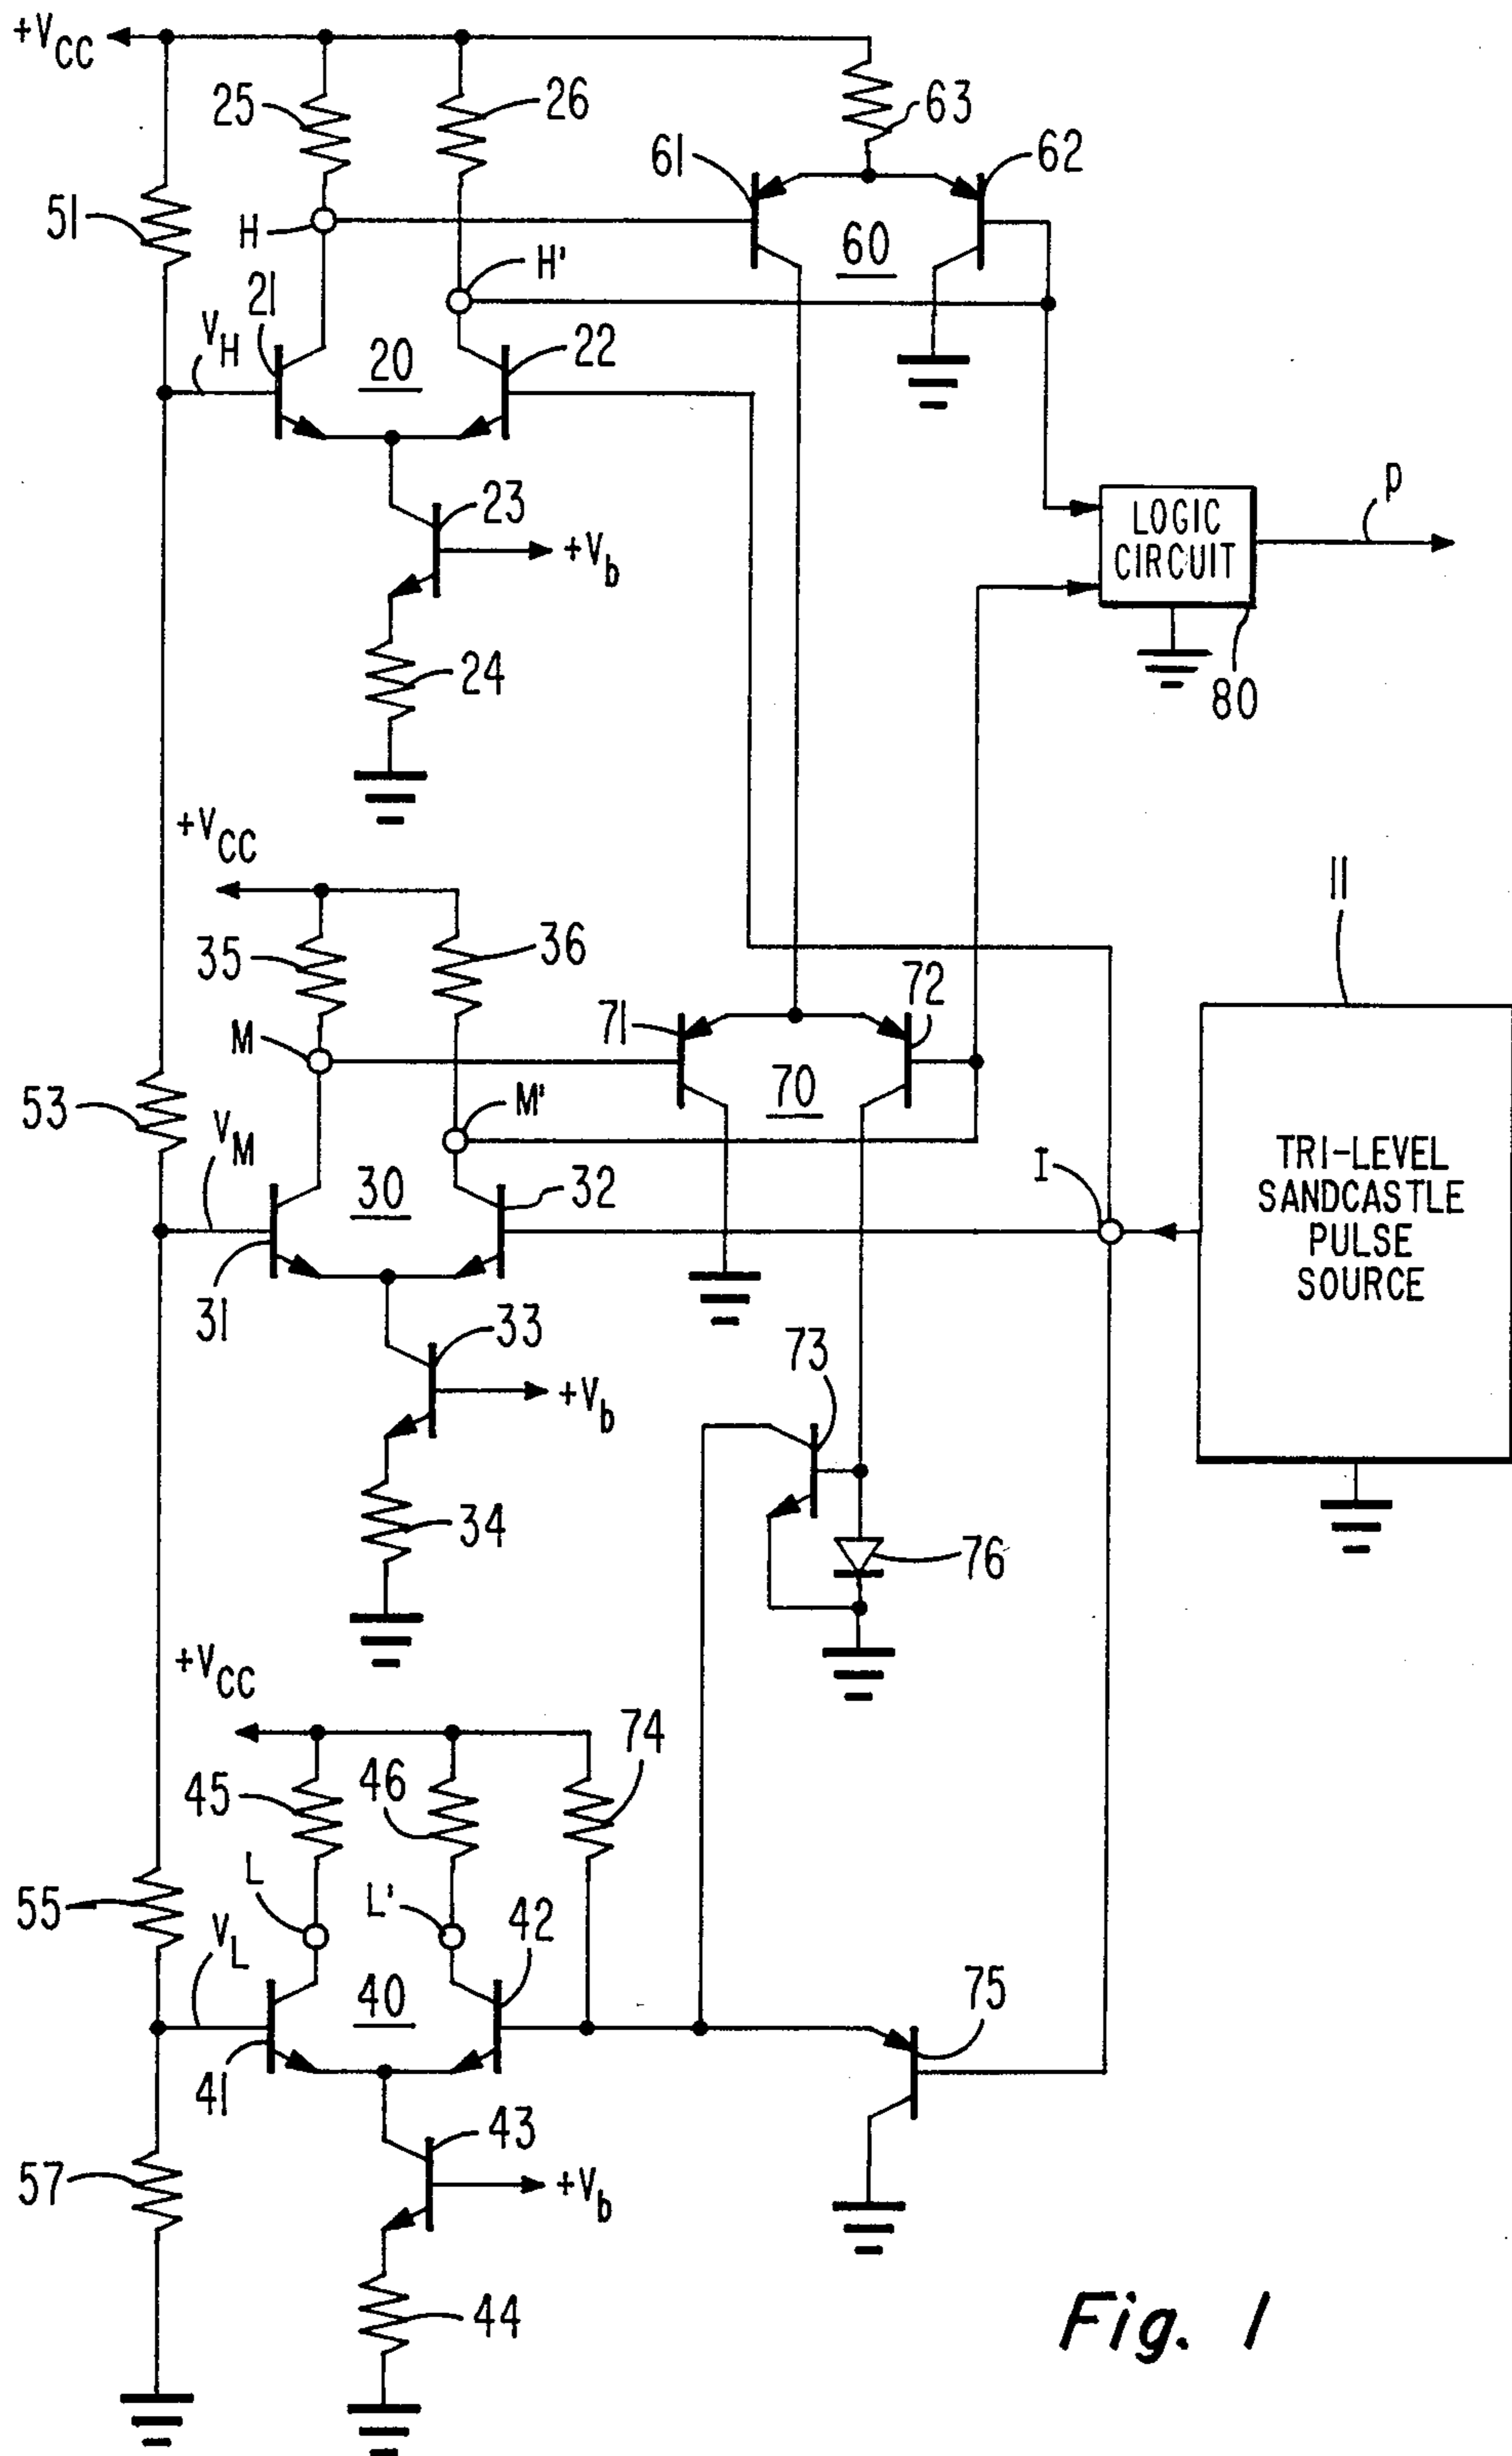 +VCC
25
26
63
61
62
51
H
60
H'
21
VH
20
22
23
+Vb
LOGIC
CIRCUIT
P
24
80
+VCC
11
35
36
72
71
M
70
53
VM
M'
30
32
I
TRI-LEVEL
SANDCASTLE
PULSE
SOURCE
31
33
73
+Vb
34
76
+VCC
74
45
46
L
L'
42
55
VL
40
75
41
43
57
+Vb
44
Fig. 1